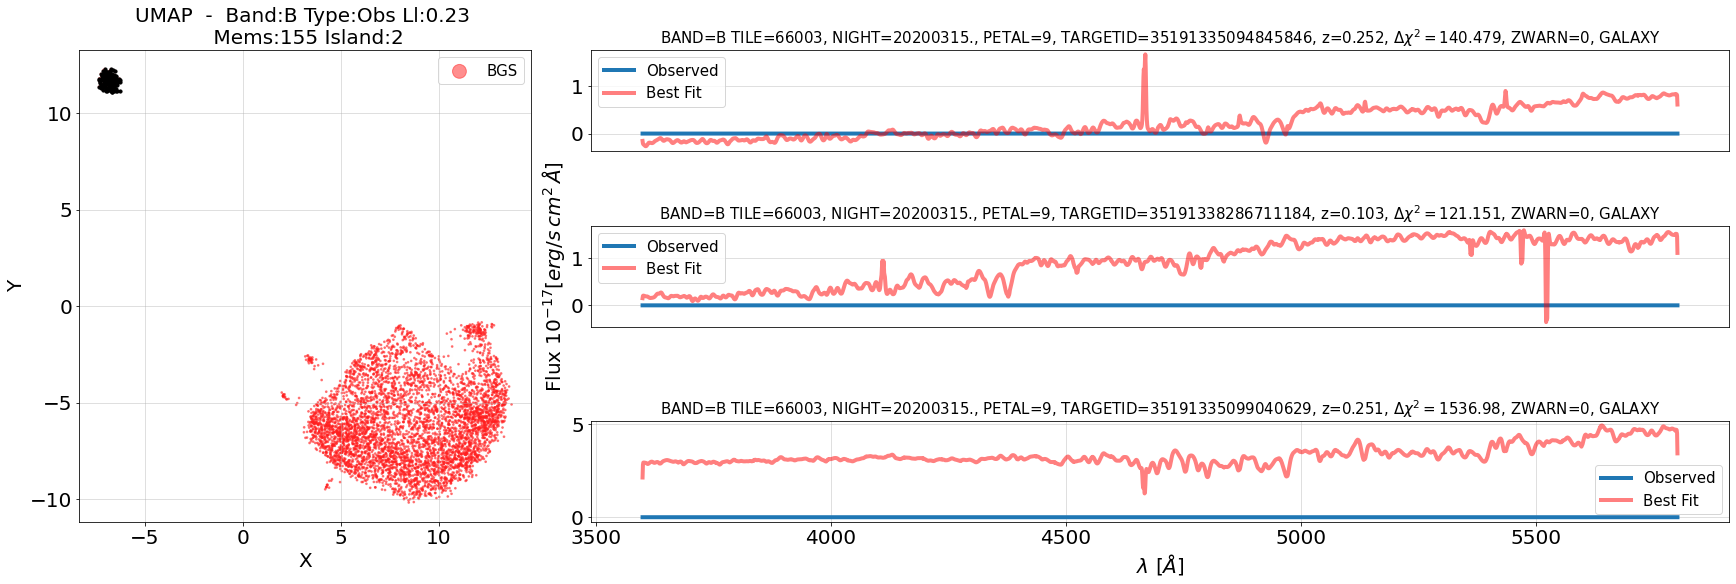 UMAP - Band:B Type:Obs Ll:0.23
Mems:155 Island:2
BGS
10
5
0
−5
−10
Y
−5 0 5 10
X
BAND=B TILE=66003, NIGHT=20200315., PETAL=9, TARGETID=35191335094845846, z=0.252, Δχ² = 140.479, ZWARN=0, GALAXY
Observed
Best Fit
1
0
BAND=B TILE=66003, NIGHT=20200315., PETAL=9, TARGETID=35191338286711184, z=0.103, Δχ² = 121.151, ZWARN=0, GALAXY
Observed
Best Fit
1
0
Flux 10⁻¹⁷[erg/s cm² Å]
BAND=B TILE=66003, NIGHT=20200315., PETAL=9, TARGETID=35191335099040629, z=0.251, Δχ² = 1536.98, ZWARN=0, GALAXY
5
0
Observed
Best Fit
3500 4000 4500 5000 5500
λ [Å]